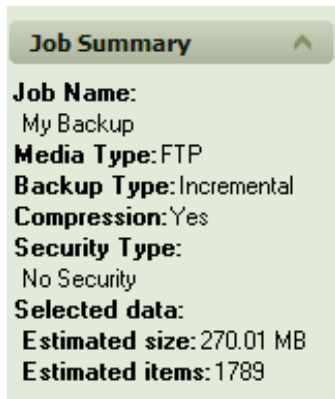 Job Summary
Job Name:
My Backup
Media Type: FTP
Backup Type: Incremental
Compression: Yes
Security Type:
No Security
Selected data:
Estimated size: 270.01 MB
Estimated items: 1789